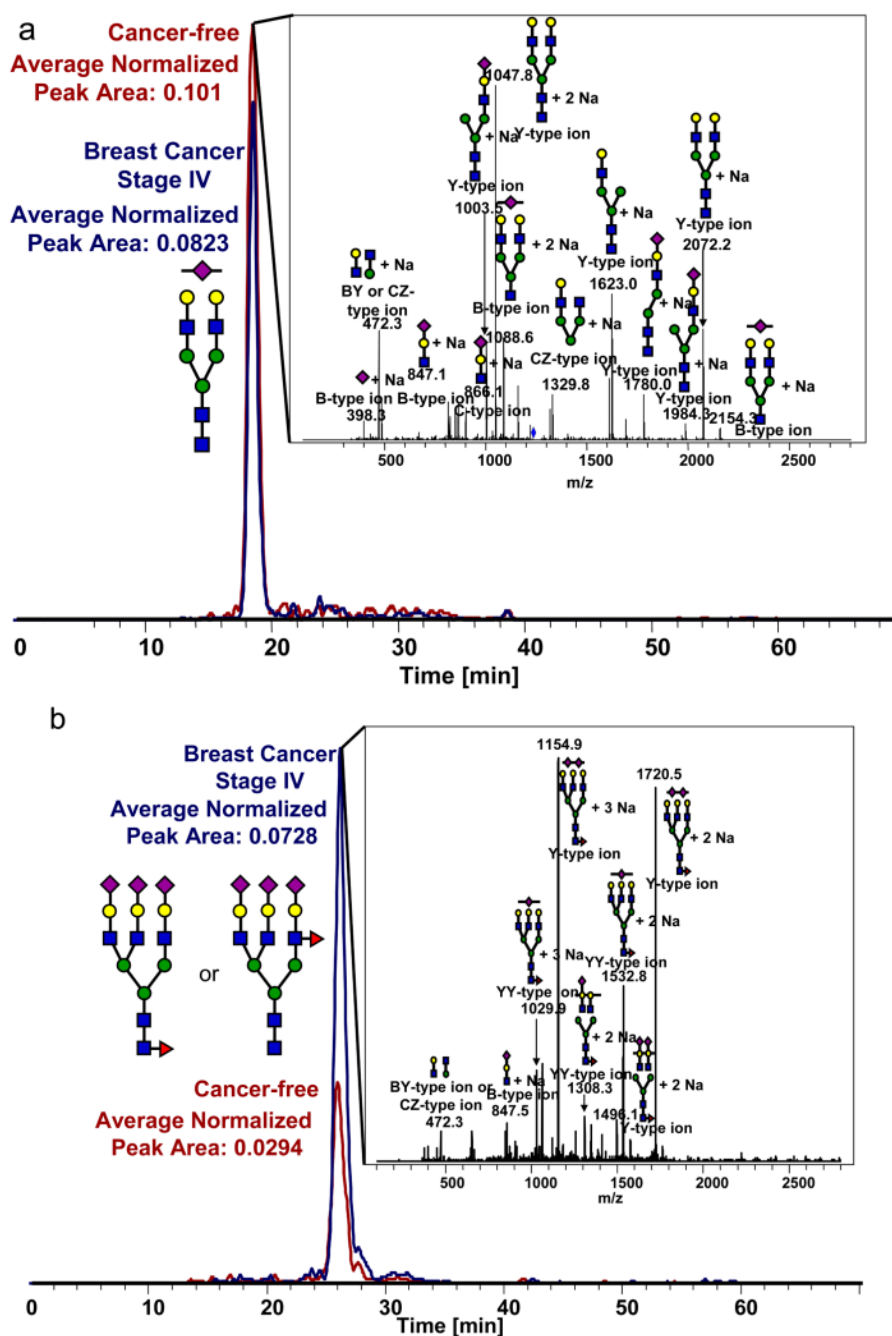 a
Cancer-free
Average Normalized
Peak Area: 0.101
Breast Cancer
Stage IV
Average Normalized
Peak Area: 0.0823
1047.8
+ 2 Na
Y-type ion
+ Na
Y-type ion
1003.5
+ Na
Y-type ion
1623.0
+ Na
Y-type ion
2072.2
+ Na
BY or CZ-
type ion
472.3
+ 2 Na
B-type ion
1088.6
+ Na
CZ-type ion
1329.8
+ Na
Y-type ion
1780.0
+ Na
Y-type ion
1984.3
+ Na
B-type ion
398.3
+ Na
847.1
B-type ion
+ Na
866.1
C-type ion
2154.3
+ Na
B-type ion
500
1000
1500
2000
2500
m/z
0
10
20
30
40
50
60
Time [min]
b
Breast Cancer
Stage IV
Average Normalized
Peak Area: 0.0728
or
Cancer-free
Average Normalized
Peak Area: 0.0294
1154.9
+ 3 Na
Y-type ion
1720.5
+ 2 Na
Y-type ion
+ 3 Na
YY-type ion
1029.9
+ 2 Na
YY-type ion
1532.8
+ 2 Na
YY-type ion
1308.3
BY-type ion or
CZ-type ion
472.3
+ Na
B-type ion
847.5
+ 2 Na
1496.1
Y-type ion
500
1000
1500
2000
2500
m/z
0
10
20
30
40
50
60
Time [min]